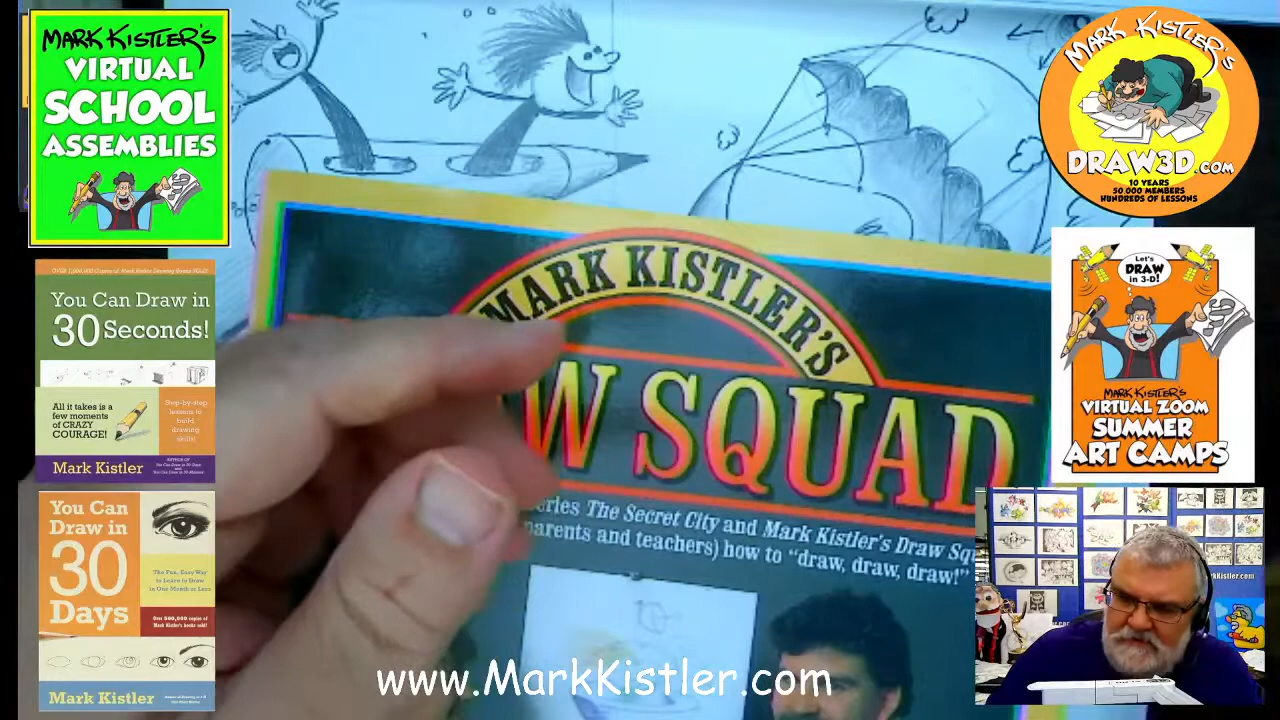 MARK KISTLER'S
VIRTUAL
SCHOOL
ASSEMBLIES
You Can Draw in
30 Seconds!
All it takes is a
few moments
of CRAZY
COURAGE!
Step-by-step
lessons to
build
drawing
skills!
Mark Kistler
You Can
Draw in
30
Days
The Fun, Easy Way
to Learn to Draw
in One Month or Less
Mark Kistler
MARK KISTLER'S
W SQUAD
eries The Secret City and Mark Kistler's Draw Sq
parents and teachers) how to “draw, draw, draw!”
www.MarkKistler.com
MARK KISTLER'S
DRAW3D.com
10 YEARS
50 000 MEMBERS
HUNDREDS OF LESSONS
Let's
DRAW
in 3-D!
MARK KISTLER'S
VIRTUAL ZOOM
SUMMER
ART CAMPS
rkKistler.com